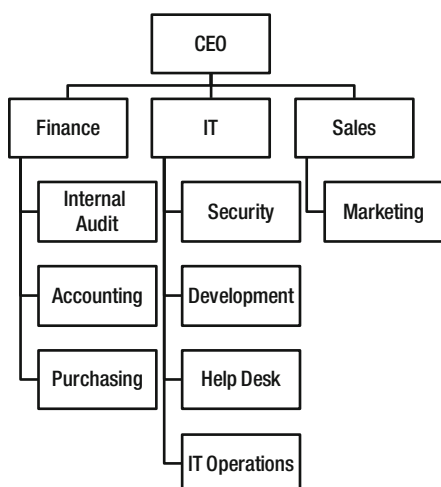 CEO
Finance
IT
Sales
Internal
Audit
Security
Marketing
Accounting
Development
Purchasing
Help Desk
IT Operations